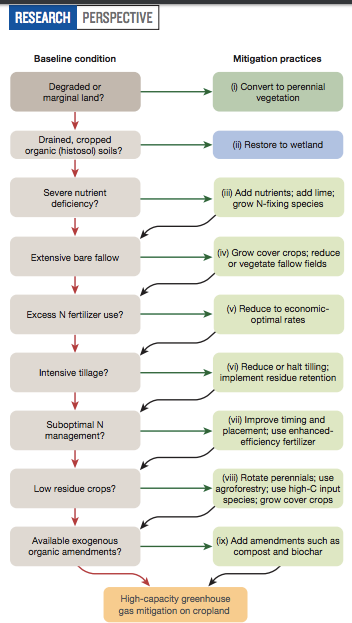 RESEARCH PERSPECTIVE
Baseline condition
Mitigation practices
Degraded or
marginal land?
(i) Convert to perennial
vegetation
Drained, cropped
organic (histosol) soils?
(ii) Restore to wetland
Severe nutrient
deficiency?
(iii) Add nutrients; add lime;
grow N-fixing species
Extensive bare fallow
(iv) Grow cover crops; reduce
or vegetate fallow fields
Excess N fertilizer use?
(v) Reduce to economic-
optimal rates
Intensive tillage?
(vi) Reduce or halt tilling;
implement residue retention
Suboptimal N
management?
(vii) Improve timing and
placement; use enhanced-
efficiency fertilizer
Low residue crops?
(viii) Rotate perennials; use
agroforestry; use high-C input
species; grow cover crops
Available exogenous
organic amendments?
(ix) Add amendments such as
compost and biochar
High-capacity greenhouse
gas mitigation on cropland